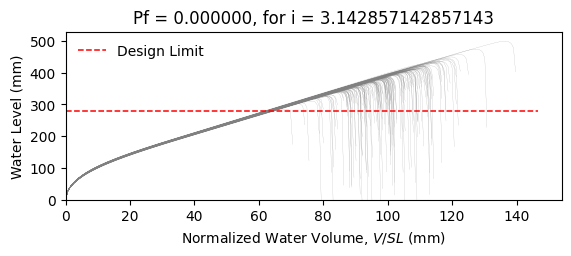 Pf = 0.000000, for i = 3.142857142857143
Design Limit
Water Level (mm)
500
400
300
200
100
0
0 20 40 60 80 100 120 140
Normalized Water Volume, V/SL (mm)